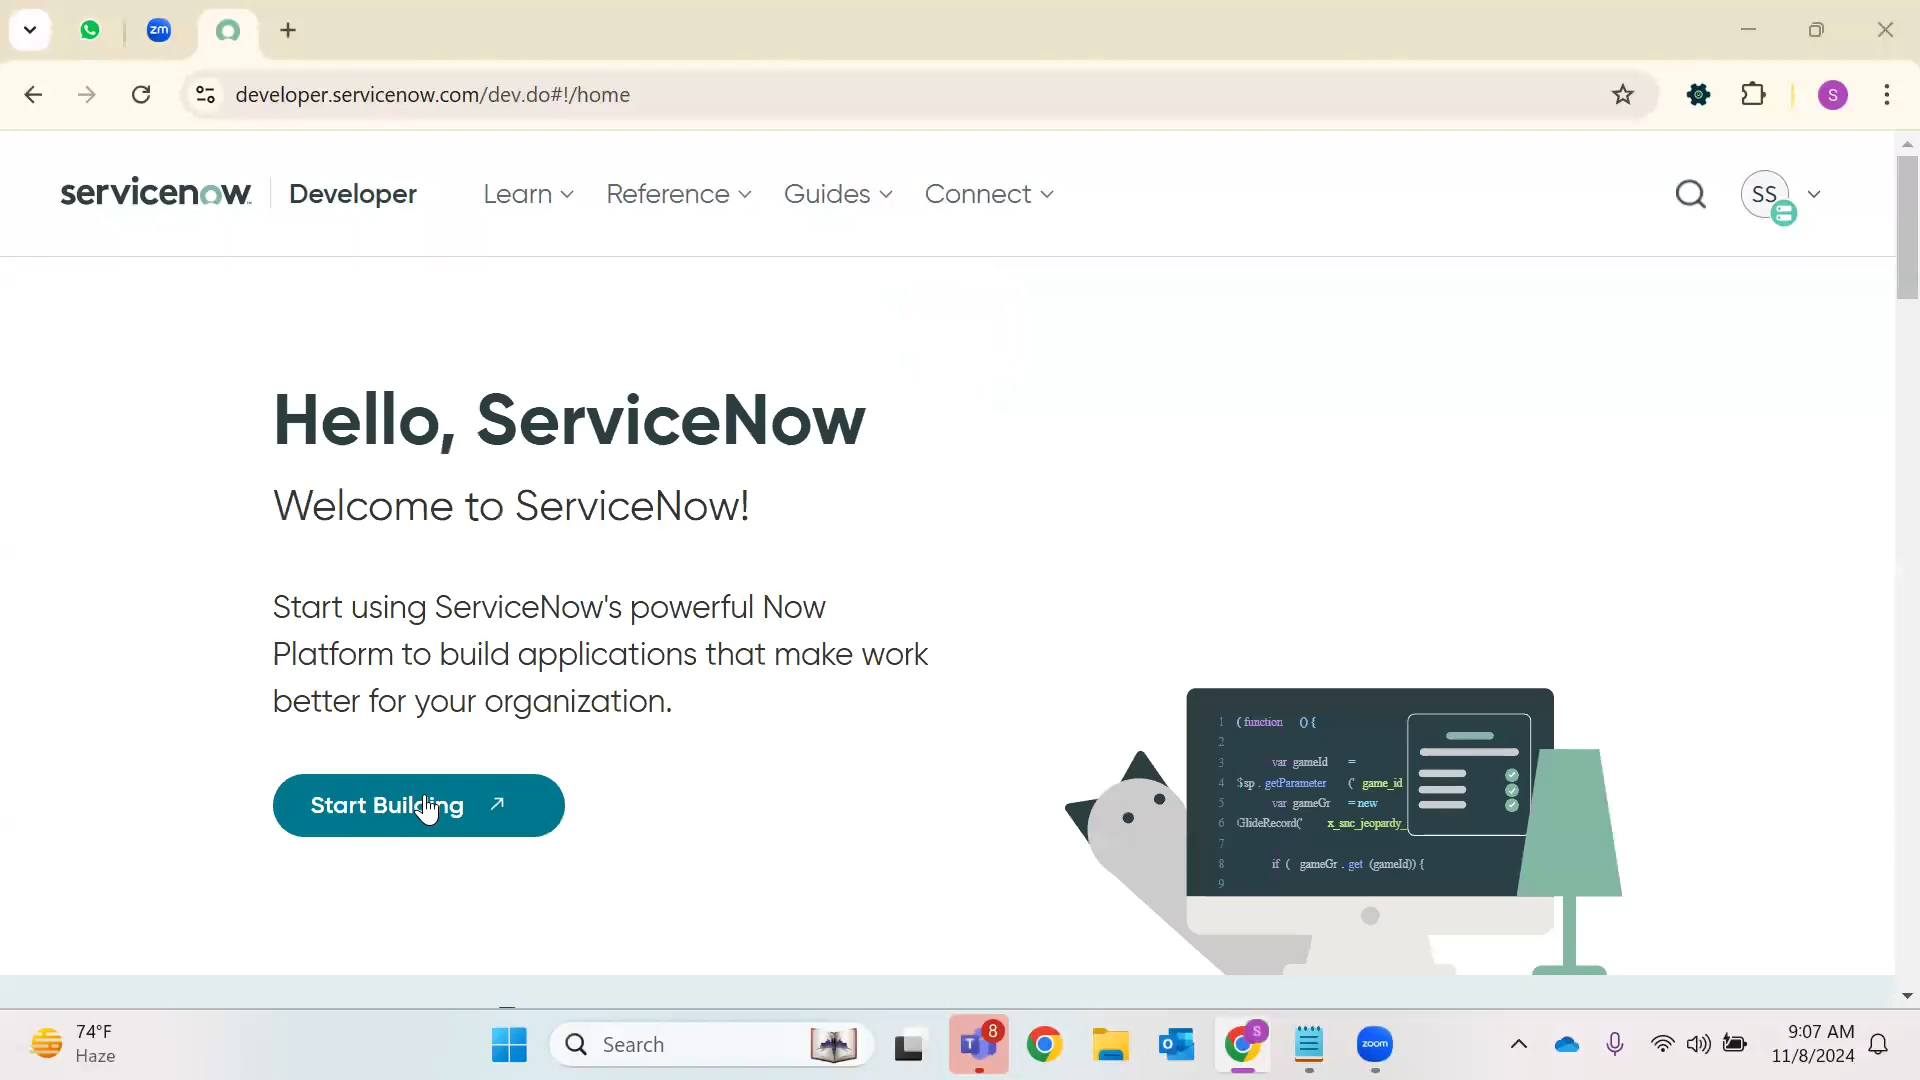 zm
developer.servicenow.com/dev.do#!/home
S
servicenow
Developer
Learn
Reference
Guides
Connect
SS
Hello, ServiceNow
Welcome to ServiceNow!
Start using ServiceNow's powerful Now
Platform to build applications that make work
better for your organization.
Start Building
1 (function () {
2
3 var gameId =
4 $sp . getParameter (' game_id
5 var gameGr = new
6 GlideRecord(' x_snc_jeopardy_
7
8 if ( gameGr . get (gameId)) {
9
74°F
Haze
Search
T
8
O
S
zoom
9:07 AM
11/8/2024